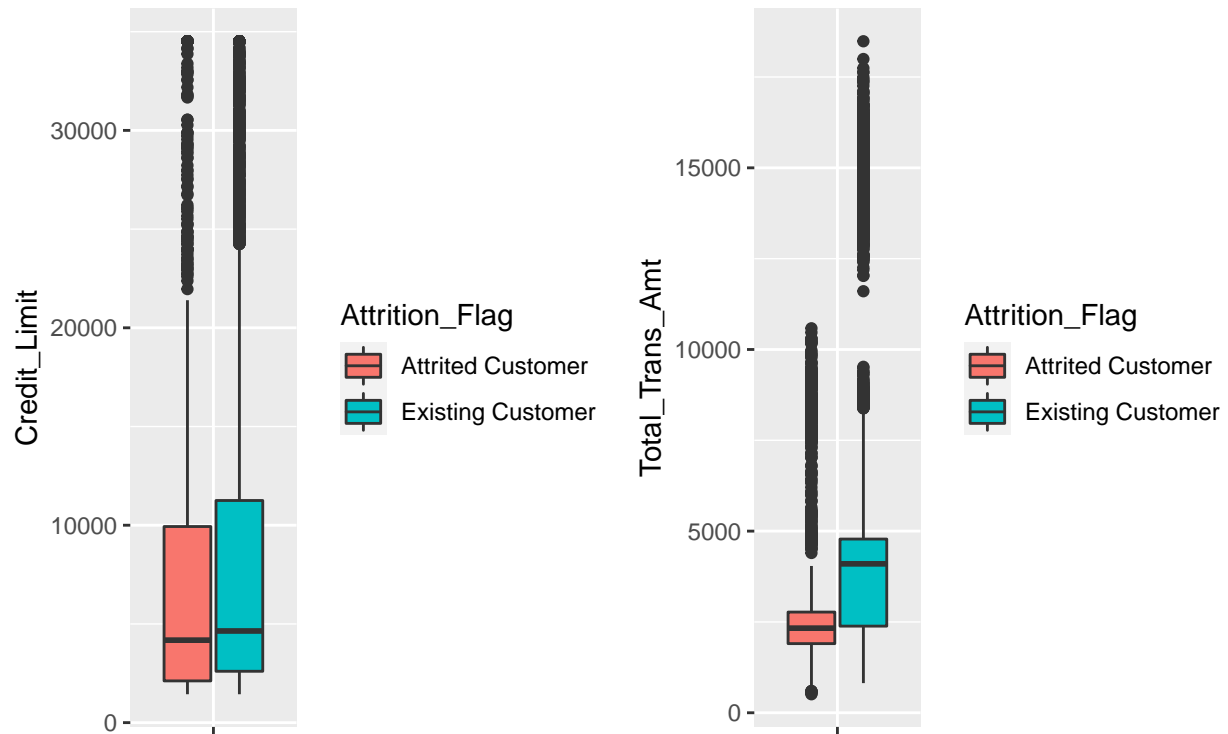 Credit_Limit
30000
20000
10000
0
Attrition_Flag
Attrited Customer
Existing Customer
Total_Trans_Amt
15000
10000
5000
0
Attrition_Flag
Attrited Customer
Existing Customer